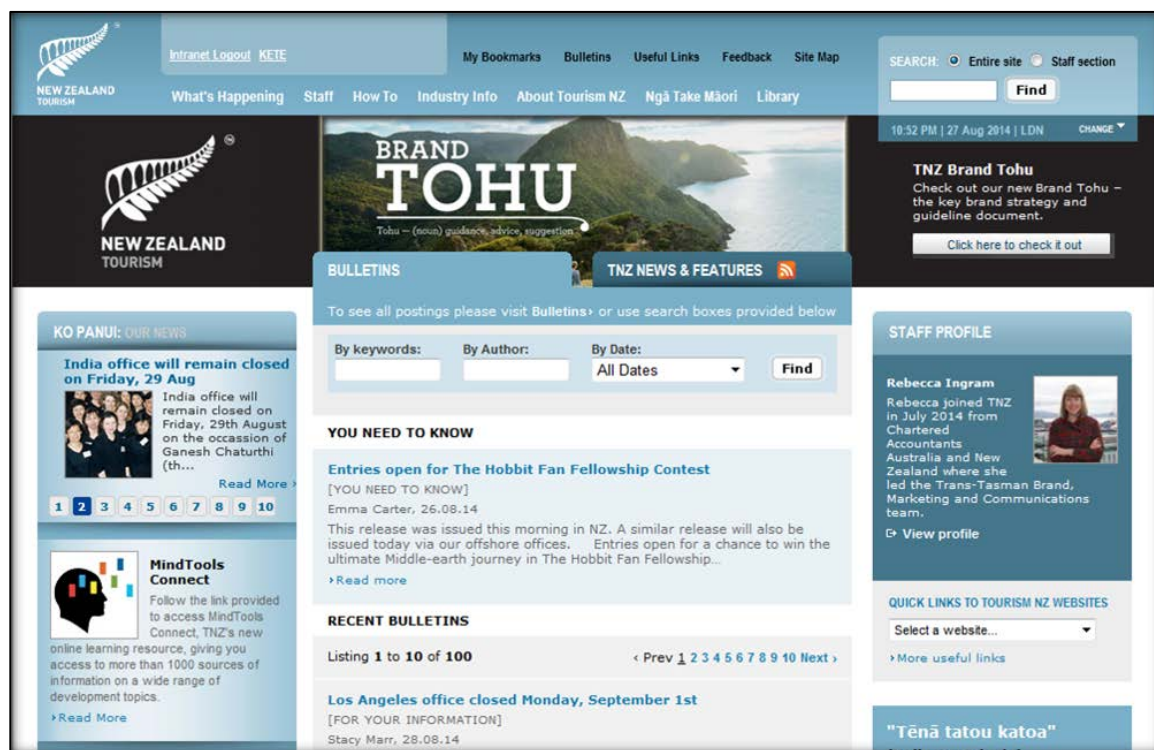 NEW ZEALAND
TOURISM
Intranet Logout KETE
My Bookmarks Bulletins Useful Links Feedback Site Map
What's Happening Staff How To Industry Info About Tourism NZ Ngā Take Māori Library
SEARCH: Entire site Staff section
Find
10:52 PM | 27 Aug 2014 | LDN CHANGE
NEW ZEALAND
TOURISM
BRAND
TOHU
Tohu – (noun) guidance, advice, suggestion
TNZ Brand Tohu
Check out our new Brand Tohu –
the key brand strategy and
guideline document.
Click here to check it out
KO PANUI: OUR NEWS
India office will remain closed
on Friday, 29 Aug
India office will
remain closed on
Friday, 29th August
on the occassion of
Ganesh Chaturthi
(th...
Read More ›
1 2 3 4 5 6 7 8 9 10
MindTools
Connect
Follow the link provided
to access MindTools
Connect, TNZ's new
online learning resource, giving you
access to more than 1000 sources of
information on a wide range of
development topics.
›Read More
BULLETINS
TNZ NEWS & FEATURES
To see all postings please visit Bulletins› or use search boxes provided below
By keywords: By Author: By Date:
All Dates
Find
YOU NEED TO KNOW
Entries open for The Hobbit Fan Fellowship Contest
[YOU NEED TO KNOW]
Emma Carter, 26.08.14
This release was issued this morning in NZ. A similar release will also be
issued today via our offshore offices. Entries open for a chance to win the
ultimate Middle-earth journey in The Hobbit Fan Fellowship...
›Read more
RECENT BULLETINS
Listing 1 to 10 of 100 ‹ Prev 1 2 3 4 5 6 7 8 9 10 Next ›
Los Angeles office closed Monday, September 1st
[FOR YOUR INFORMATION]
Stacy Marr, 28.08.14
STAFF PROFILE
Rebecca Ingram
Rebecca joined TNZ
in July 2014 from
Chartered
Accountants
Australia and New
Zealand where she
led the Trans-Tasman Brand,
Marketing and Communications
team.
View profile
QUICK LINKS TO TOURISM NZ WEBSITES
Select a website...
›More useful links
"Tēnā tatou katoa"